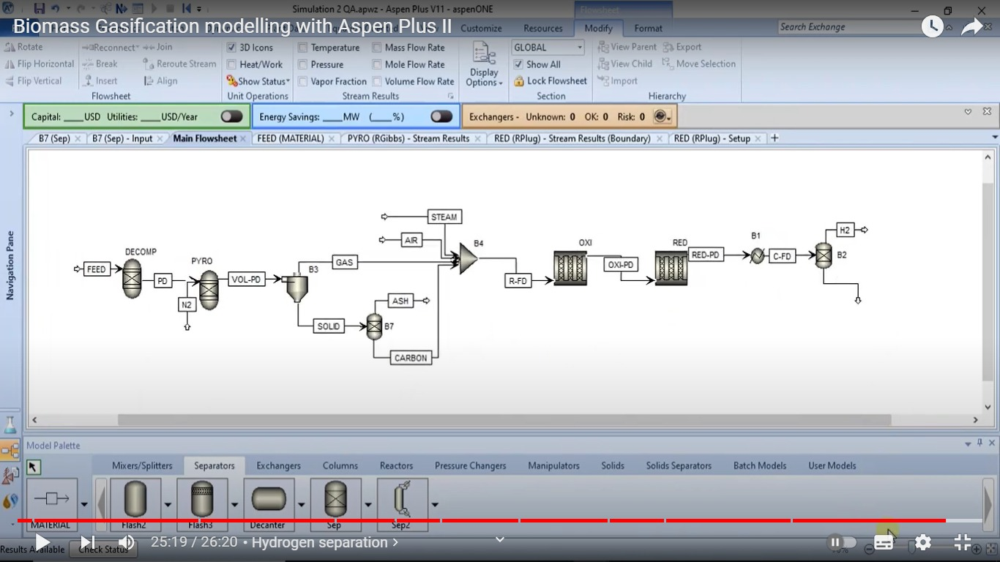 Simulation 2 QA.apwz - Aspen Plus V11 - aspenONE
Flowsheet
Biomass Gasification modelling with Aspen Plus II
Customize Resources Modify Format
Search Exchange
Rotate Reconnect Join
Flip Horizontal Break Reroute Stream
Flip Vertical Insert Align
Flowsheet
3D Icons
Heat/Work
Show Status
Unit Operations
Temperature Mass Flow Rate
Pressure Mole Flow Rate
Vapor Fraction Volume Flow Rate
Stream Results
Display
Options
GLOBAL
Show All
Lock Flowsheet
Section
View Parent Export
View Child Move Selection
Import
Hierarchy
Capital: ____USD Utilities: ____USD/Year
Energy Savings: ____MW (____%)
Exchangers - Unknown: 0 OK: 0 Risk: 0
B7 (Sep) B7 (Sep) - Input Main Flowsheet FEED (MATERIAL) PYRO (RGibbs) - Stream Results RED (RPlug) - Stream Results (Boundary) RED (RPlug) - Setup +
Navigation Pane
STEAM
AIR
B4
DECOMP
PYRO
FEED
PD
N2
VOL-PD
B3
GAS
ASH
SOLID
B7
CARBON
R-FD
OXI
OXI-PD
RED
RED-PD
B1
C-FD
H2
B2
Model Palette
Mixers/Splitters Separators Exchangers Columns Reactors Pressure Changers Manipulators Solids Solids Separators Batch Models User Models
MATERIAL Flash2 Flash3 Decanter Sep Sep2
25:19 / 26:20 • Hydrogen separation
Results Available Check Status